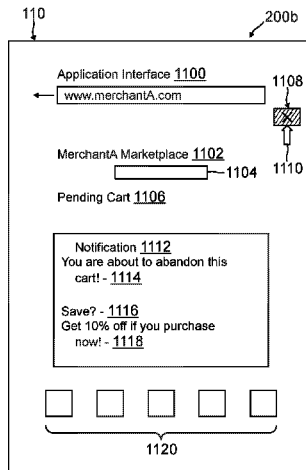 110
200b
Application Interface 1100
1108
www.merchantA.com
X
MerchantA Marketplace 1102
1110
1104
Pending Cart 1106
Notification 1112
You are about to abandon this
cart! - 1114
Save? - 1116
Get 10% off if you purchase
now! - 1118
1120